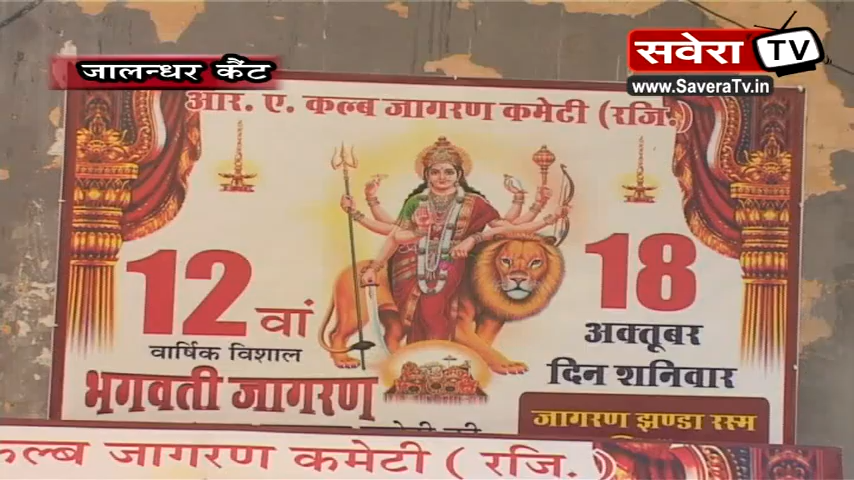 सवेरा TV
www.SaveraTv.in
जालन्धर कैंट
आर. ए. कल्ब जागरण कमेटी (रजि.)
12 वां
वार्षिक विशाल
भगवती जागरण
18
अक्तूबर
दिन शनिवार
जागरण झण्डा रस्म
कल्ब जागरण कमेटी ( रजि. )